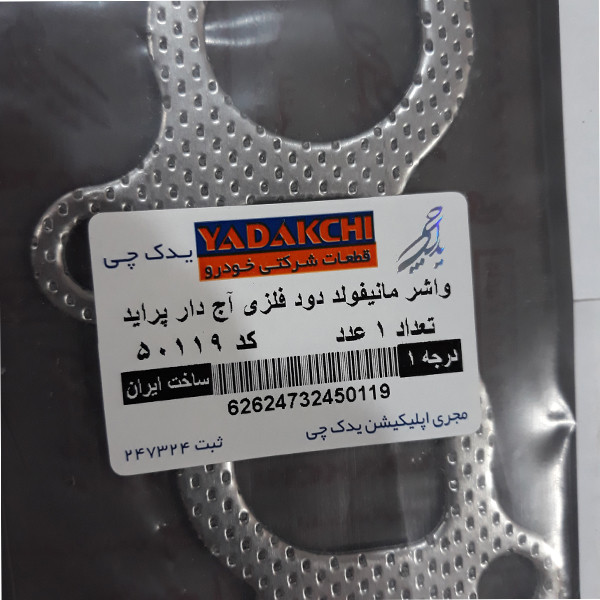 یدک چی YADAKCHI
قطعات شرکتی خودرو
واشر مانیفولد دود فلزی آج دار پراید
تعداد ۱ عدد کد ۵۰۱۱۹
درجه ۱ ساخت ایران
62624732450119
مجری اپلیکیشن یدک چی ثبت ۲۴۷۳۲۴